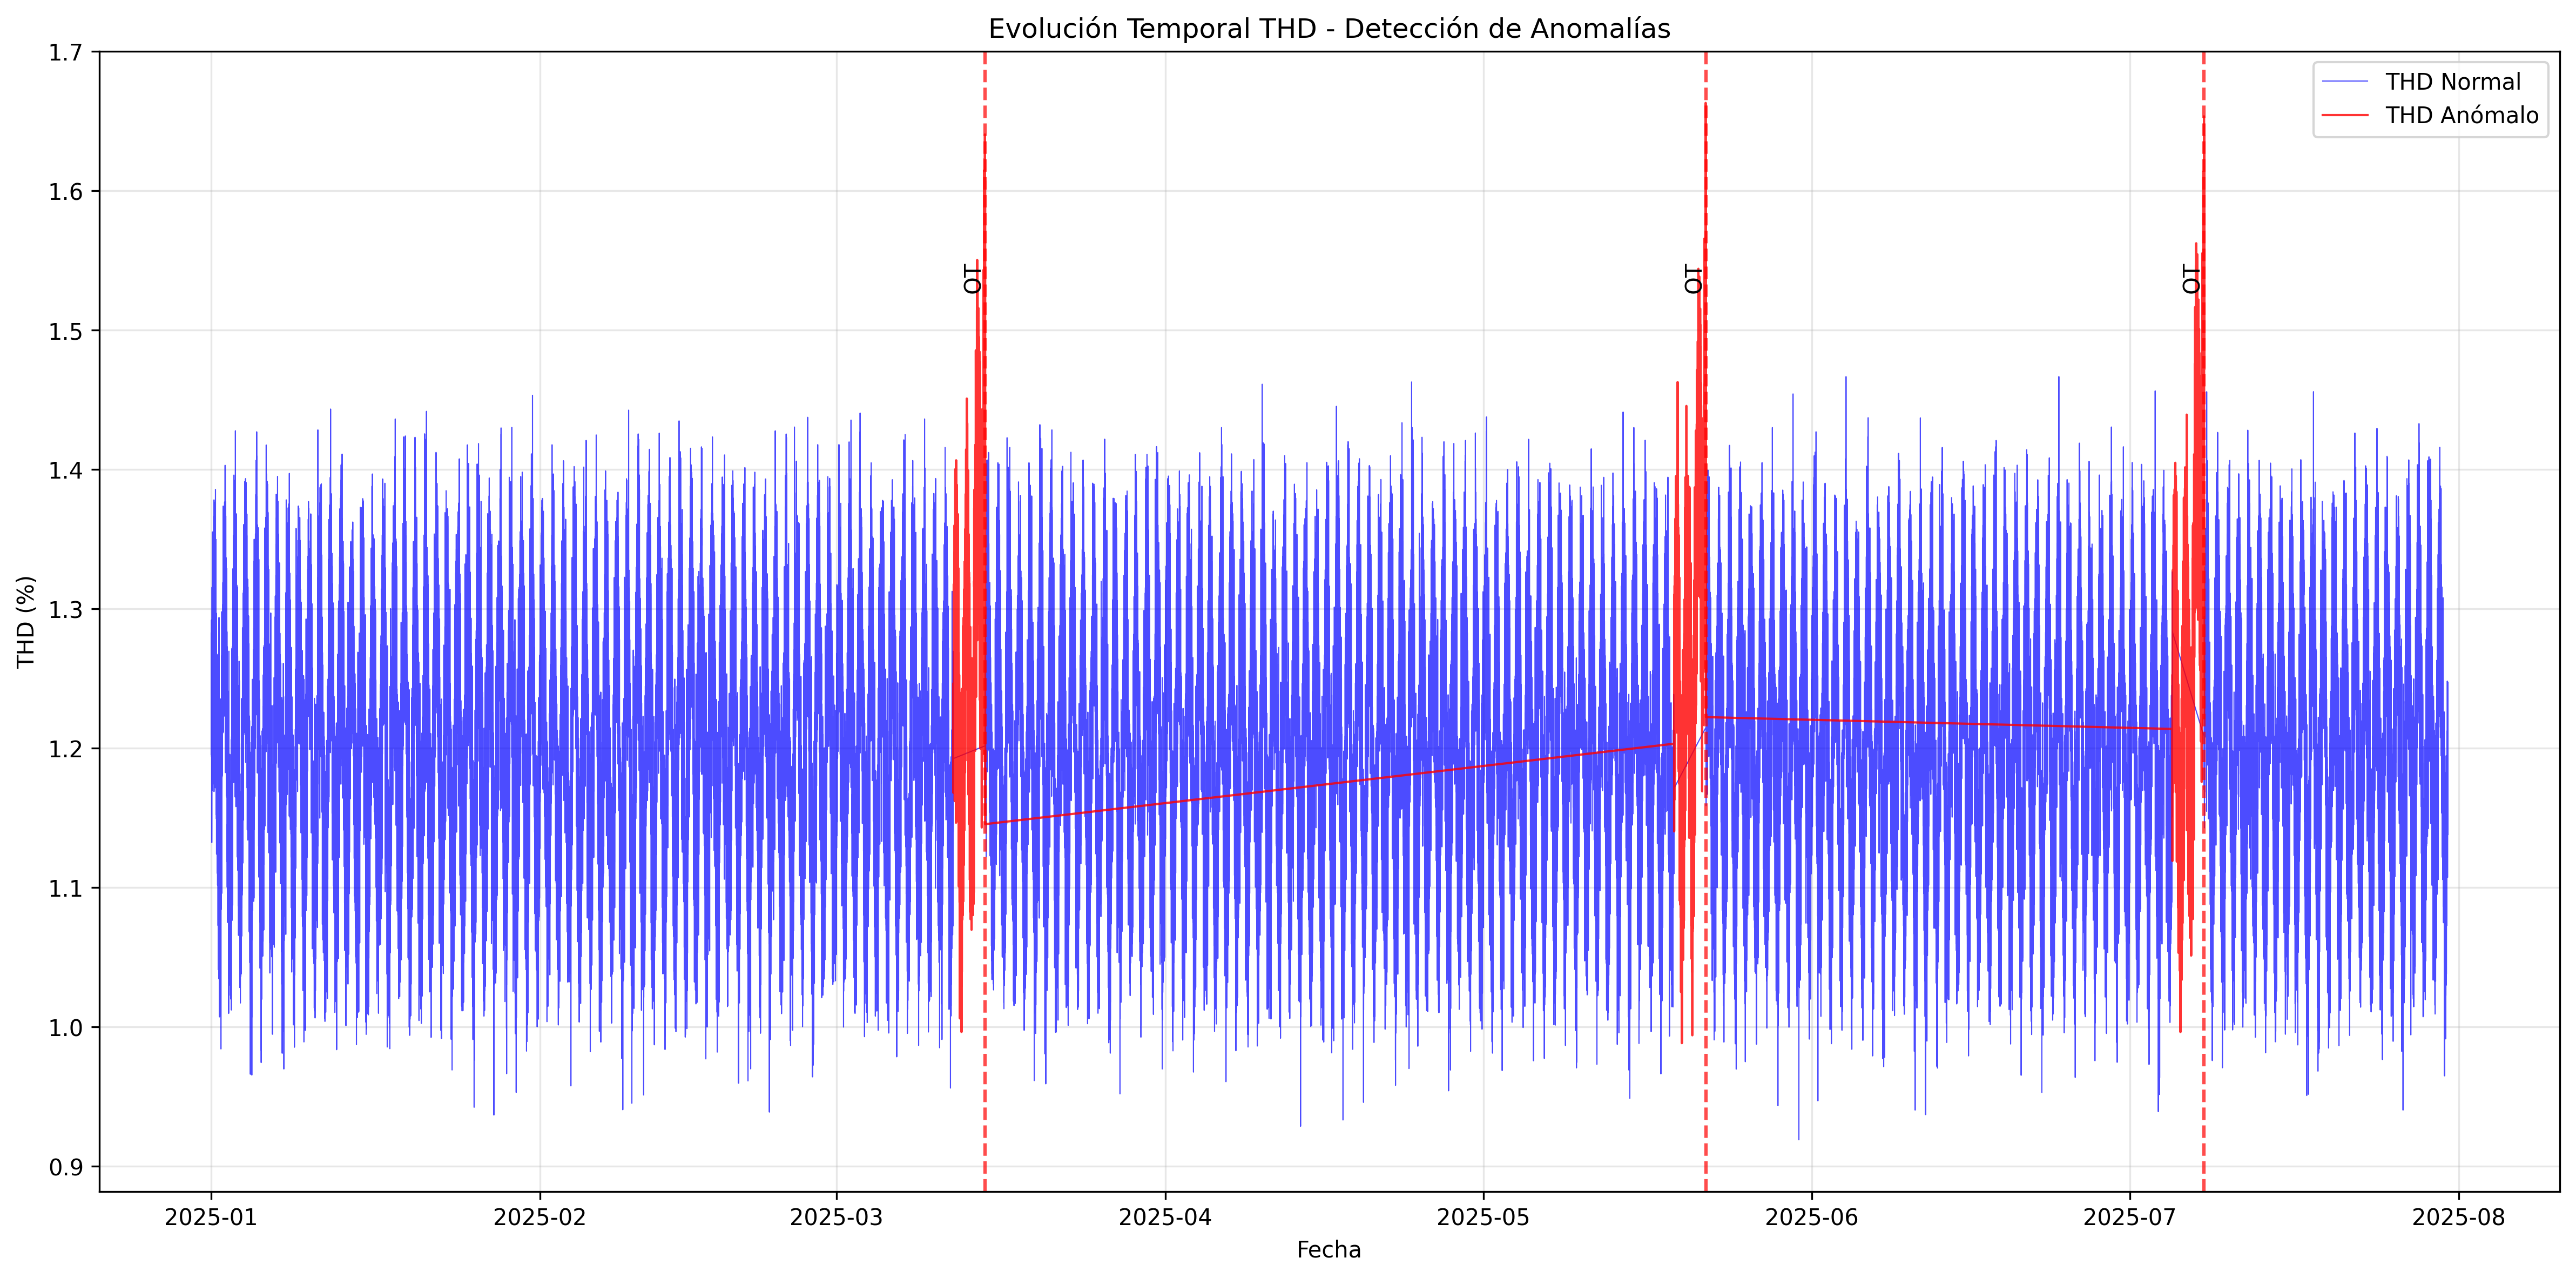 Evolución Temporal THD - Detección de Anomalías
THD Normal
THD Anómalo
OT
OT
OT
THD (%)
1.7
1.6
1.5
1.4
1.3
1.2
1.1
1.0
0.9
2025-01 2025-02 2025-03 2025-04 2025-05 2025-06 2025-07 2025-08
Fecha